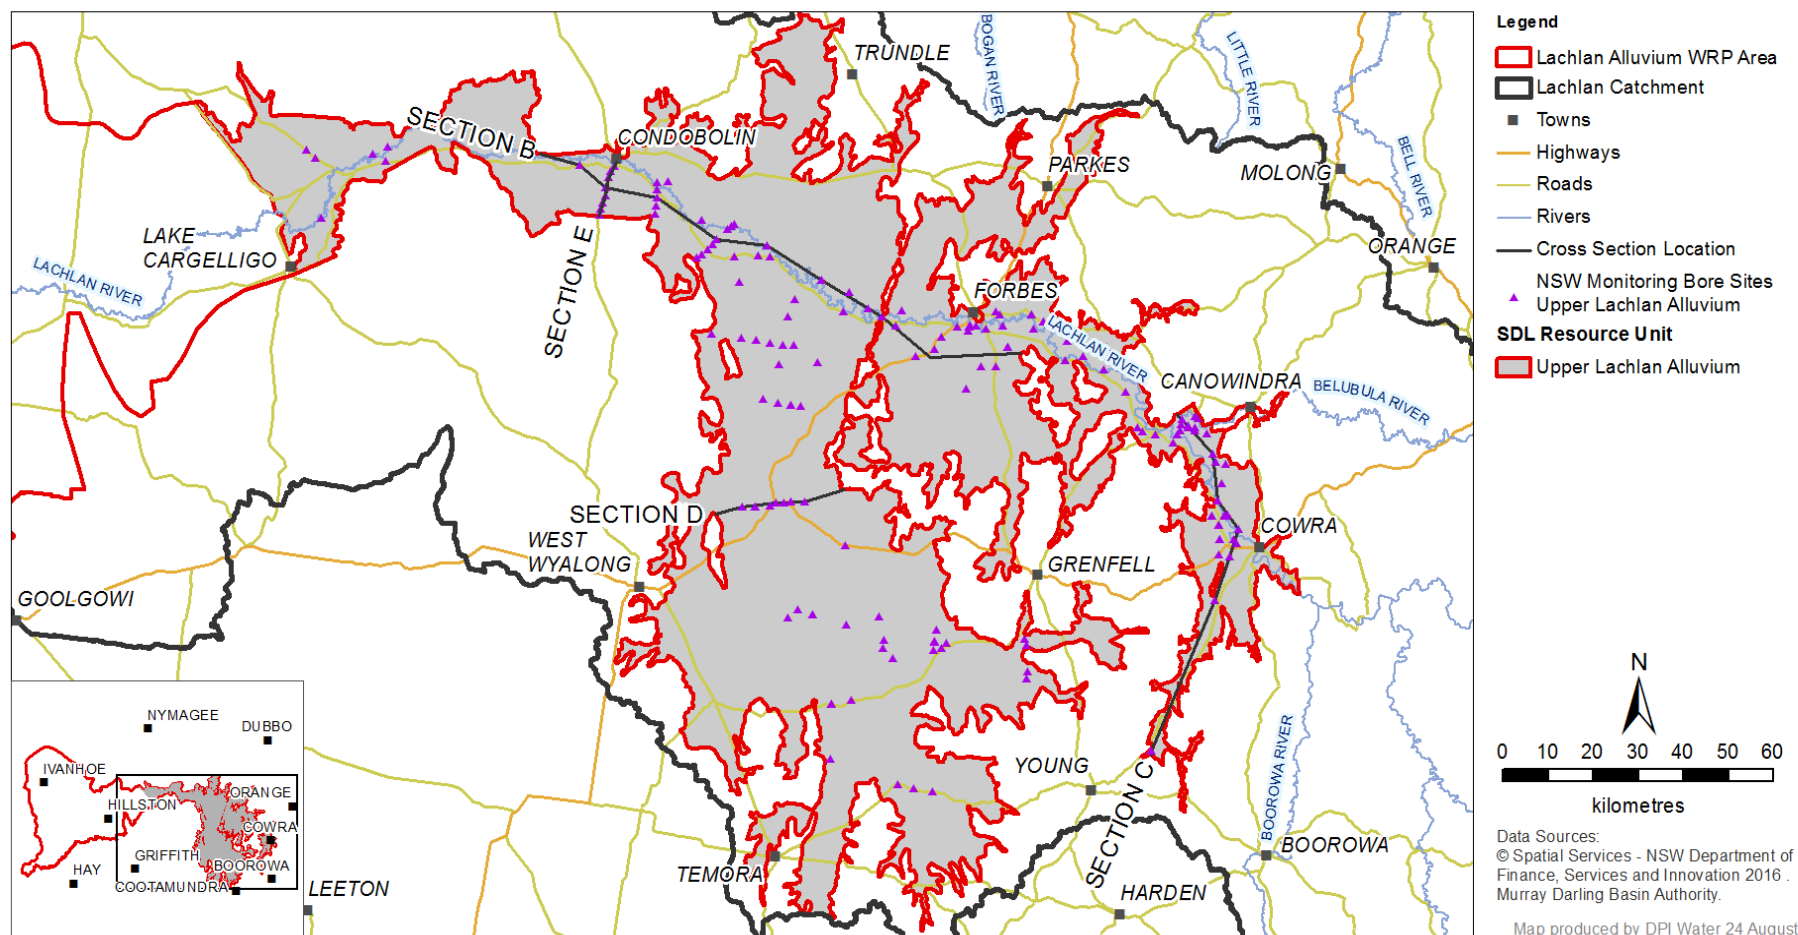 TRUNDLE
BOGAN RIVER
LITTLE RIVER
SECTION B
CONDOBOLIN
PARKES
MOLONG
BELL RIVER
LAKE
CARGELLIGO
ORANGE
LACHLAN RIVER
SECTION E
FORBES
LACHLAN RIVER
CANOWINDRA
BELUBULA RIVER
SECTION D
WEST
WYALONG
COWRA
GRENFELL
GOOLGOWI
YOUNG
SECTION C
BOOROWA RIVER
BOOROWA
TEMORA
HARDEN
LEETON
NYMAGEE
DUBBO
IVANHOE
ORANGE
HILLSTON
COWRA
GRIFFITH
BOOROWA
HAY
COOTAMUNDRA
Legend
Lachlan Alluvium WRP Area
Lachlan Catchment
Towns
Highways
Roads
Rivers
Cross Section Location
NSW Monitoring Bore Sites
Upper Lachlan Alluvium
SDL Resource Unit
Upper Lachlan Alluvium
N
0 10 20 30 40 50 60
kilometres
Data Sources:
© Spatial Services - NSW Department of
Finance, Services and Innovation 2016 .
Murray Darling Basin Authority.
Map produced by DPI Water 24 August